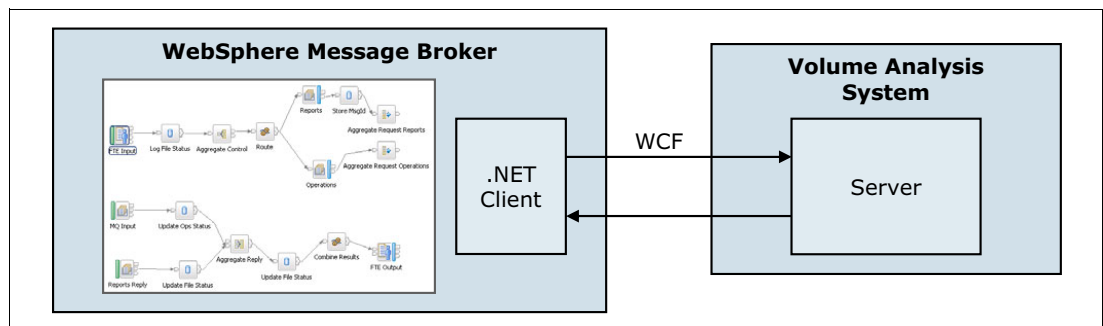 WebSphere Message Broker
Reports
Store MsgId
Aggregate Request Reports
FTE Input
Log File Status
Aggregate Control
Route
Operations
Aggregate Request Operations
MQ Input
Update Ops Status
Aggregate Reply
Update File Status
Combine Results
FTE Output
Reports Reply
Update File Status
.NET
Client
WCF
Volume Analysis
System
Server